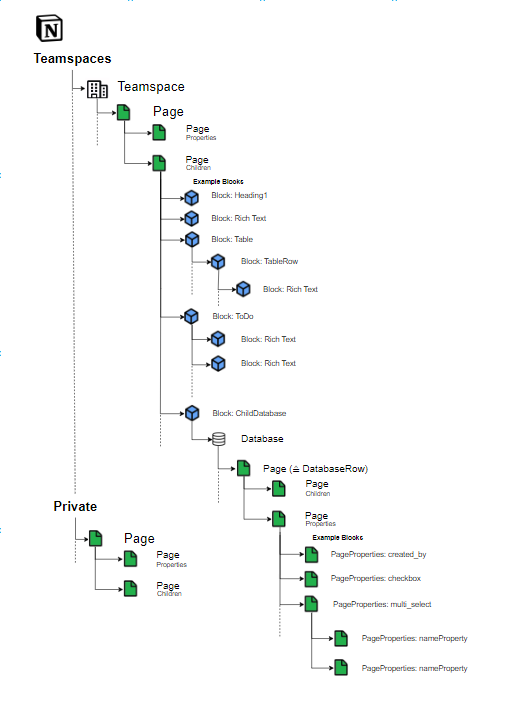 N
Teamspaces
Teamspace
Page
Page
Properties
Page
Children
Example Blooks
Block: Heading1
Block: Rich Text
Block: Table
Block: TableRow
Block: Rich Text
Block: ToDo
Block: Rich Text
Block: Rich Text
Block: ChildDatabase
Database
Page (≙ DatabaseRow)
Page
Children
Page
Properties
Example Blooks
PageProperties: created_by
PageProperties: checkbox
PageProperties: multi_select
PageProperties: nameProperty
PageProperties: nameProperty
Private
Page
Page
Properties
Page
Children